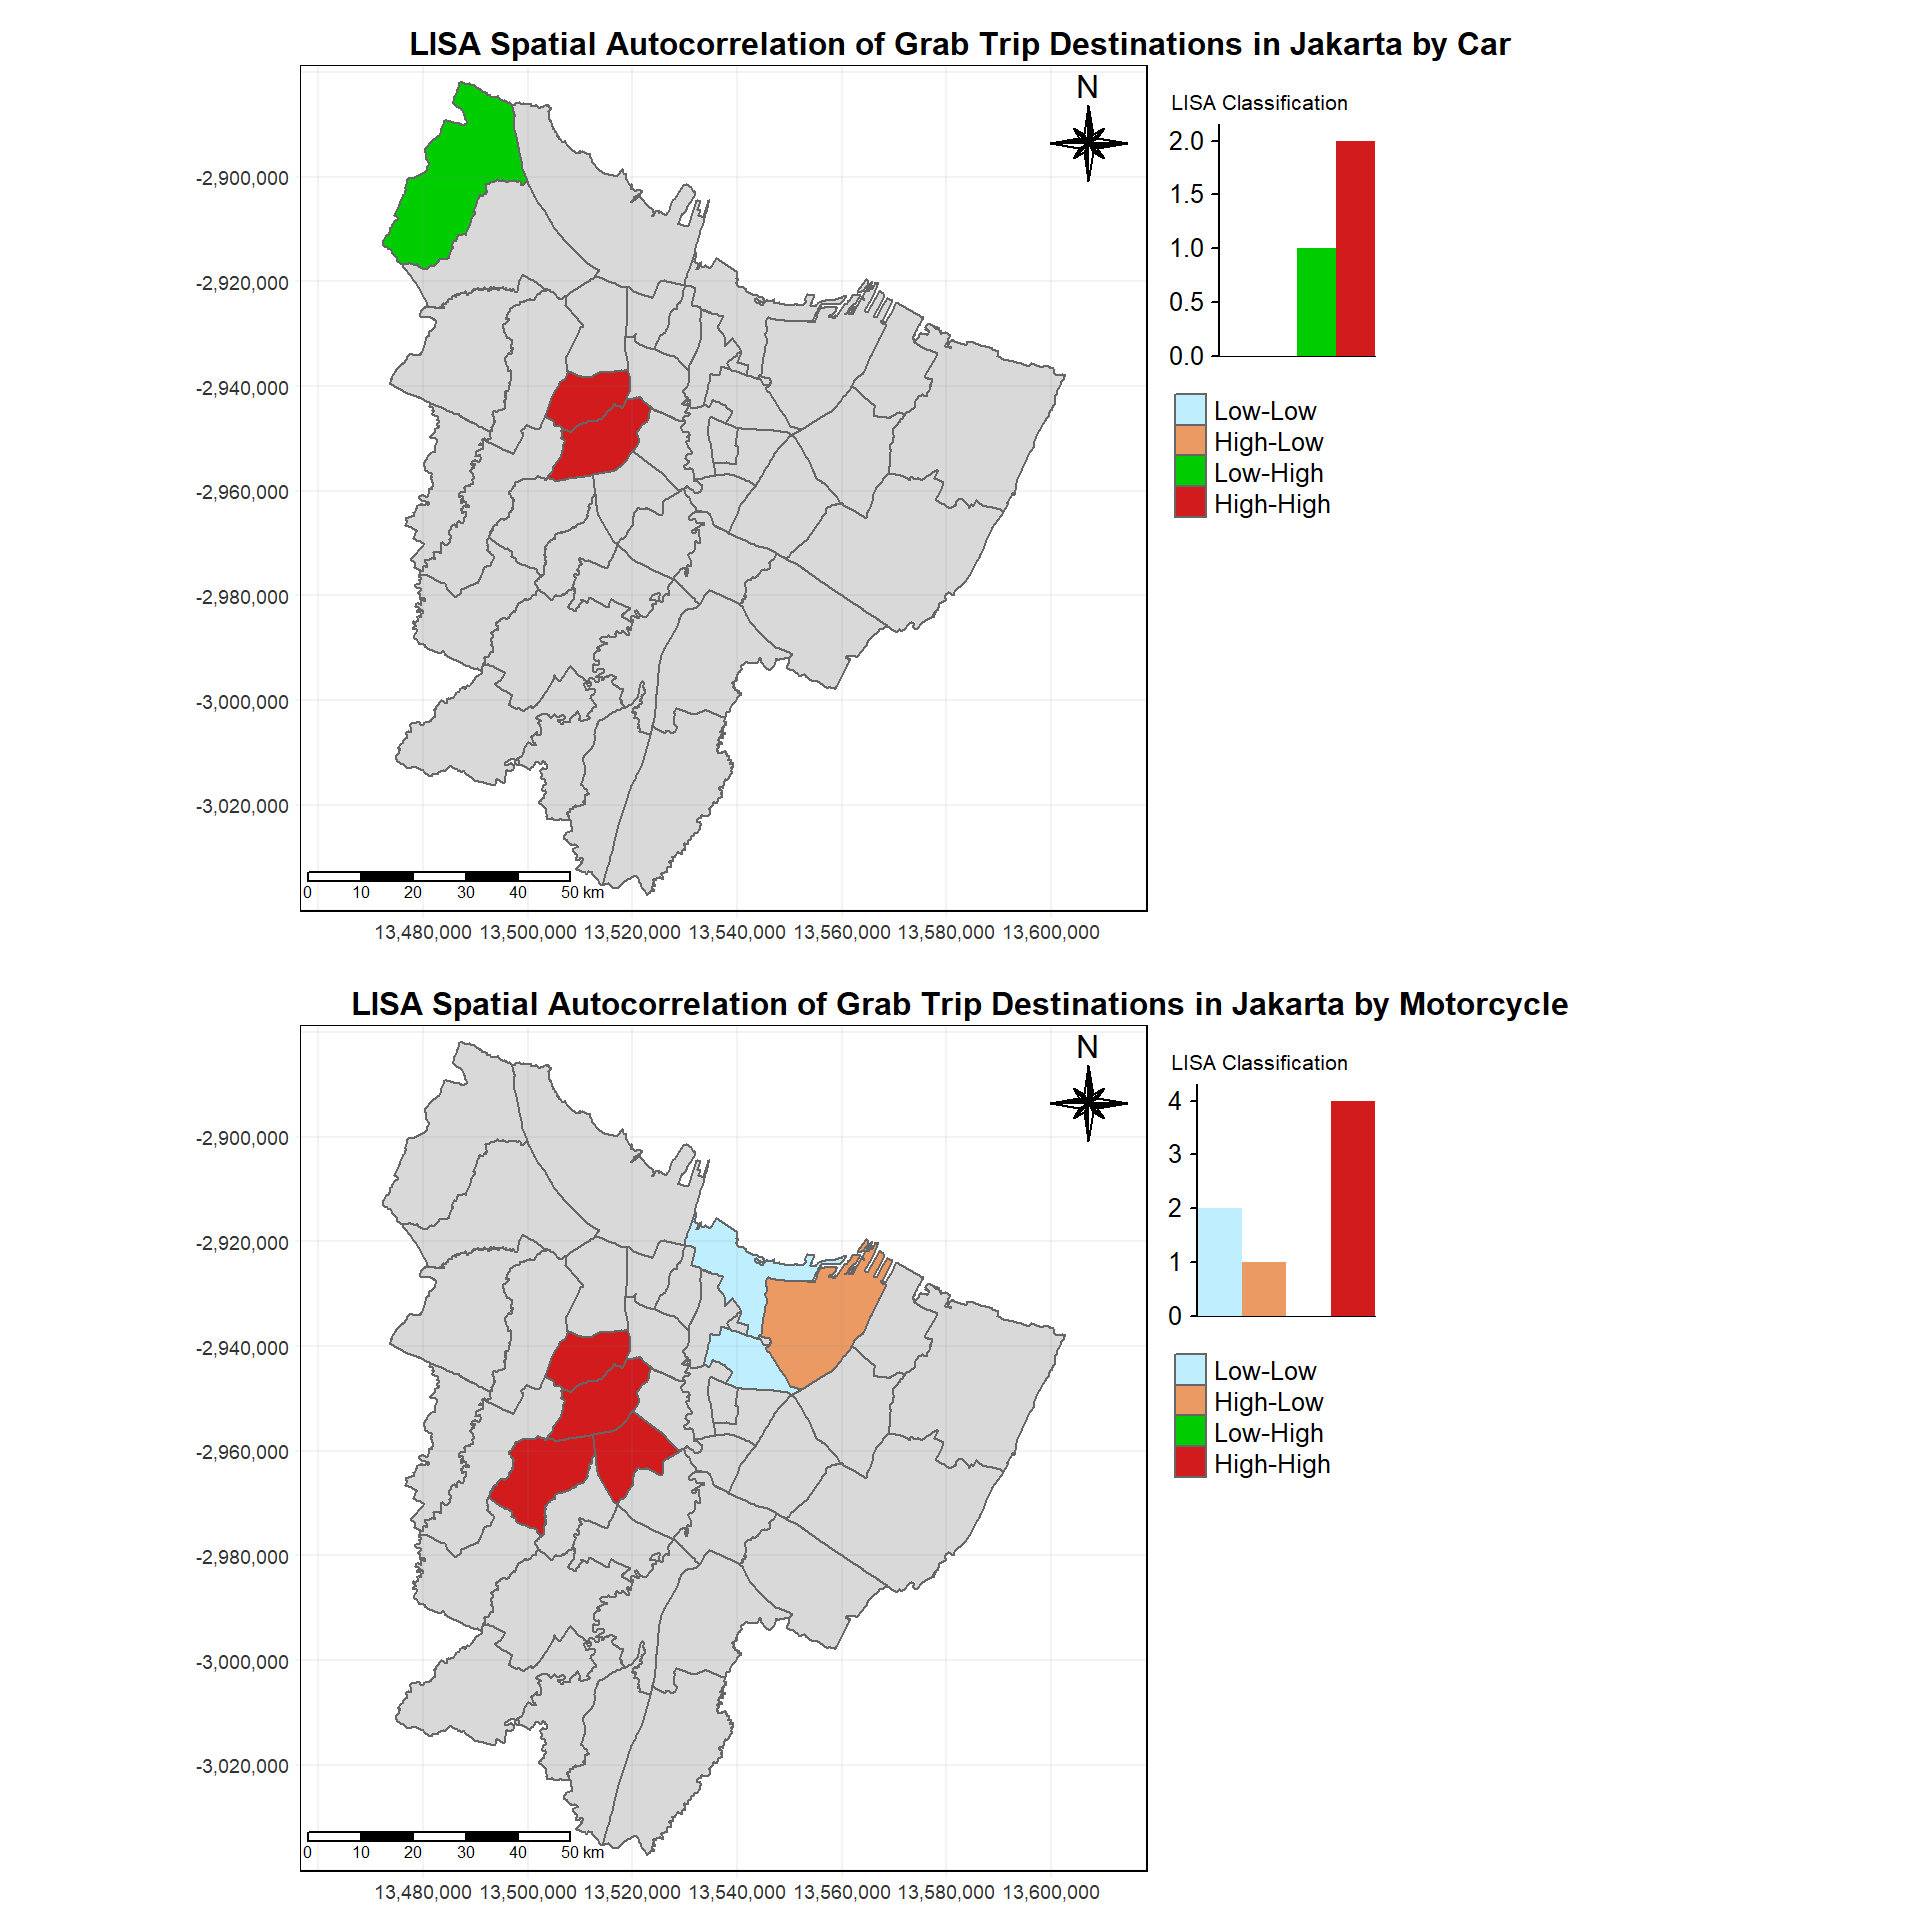 LISA Spatial Autocorrelation of Grab Trip Destinations in Jakarta by Car
N
LISA Classification
2.0
1.5
1.0
0.5
0.0
Low-Low
High-Low
Low-High
High-High
-2,900,000
-2,920,000
-2,940,000
-2,960,000
-2,980,000
-3,000,000
-3,020,000
0 10 20 30 40 50 km
13,480,000 13,500,000 13,520,000 13,540,000 13,560,000 13,580,000 13,600,000
LISA Spatial Autocorrelation of Grab Trip Destinations in Jakarta by Motorcycle
N
LISA Classification
4
3
2
1
0
Low-Low
High-Low
Low-High
High-High
-2,900,000
-2,920,000
-2,940,000
-2,960,000
-2,980,000
-3,000,000
-3,020,000
0 10 20 30 40 50 km
13,480,000 13,500,000 13,520,000 13,540,000 13,560,000 13,580,000 13,600,000